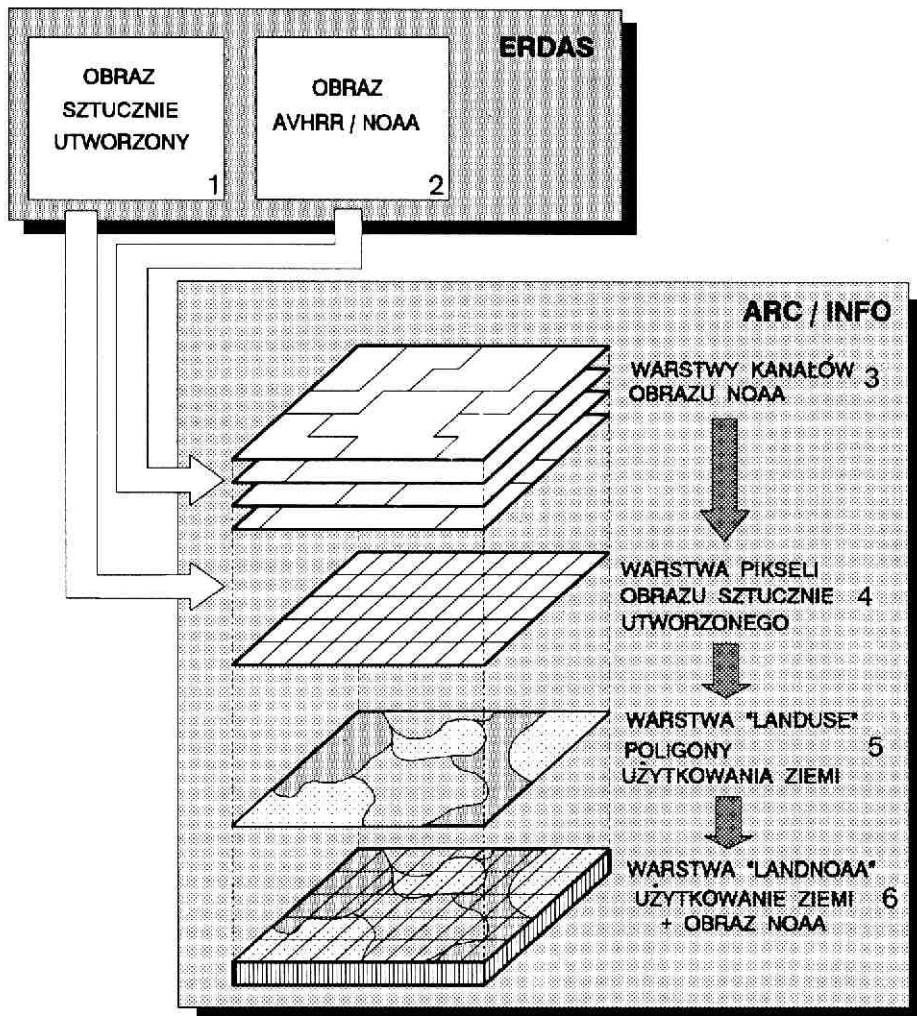 ERDAS
OBRAZ
SZTUCZNIE
UTWORZONY
1
OBRAZ
AVHRR / NOAA
2
ARC / INFO
WARSTWY KANAŁÓW 3
OBRAZU NOAA
WARSTWA PIKSELI
OBRAZU SZTUCZNIE 4
UTWORZONEGO
WARSTWA "LANDUSE"
POLIGONY 5
UŻYTKOWANIA ZIEMI
WARSTWA "LANDNOAA"
UŻYTKOWANIE ZIEMI 6
+ OBRAZ NOAA